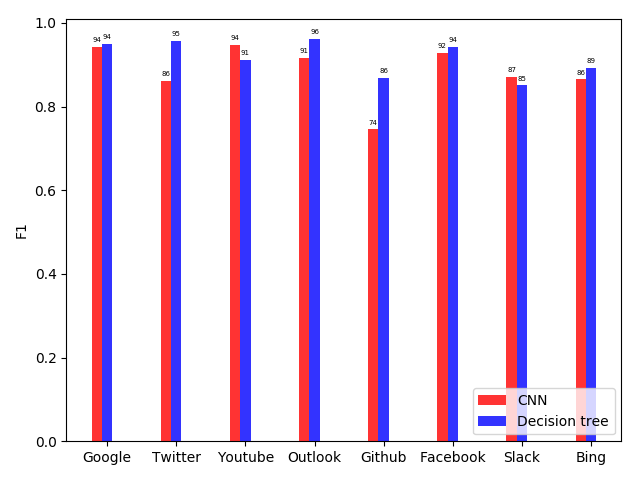 94 94 86 95 94 91 91 96 74 86 92 94 87 85 86 89
1.0
0.8
0.6
0.4
0.2
0.0
F1
CNN
Decision tree
Google Twitter Youtube Outlook Github Facebook Slack Bing